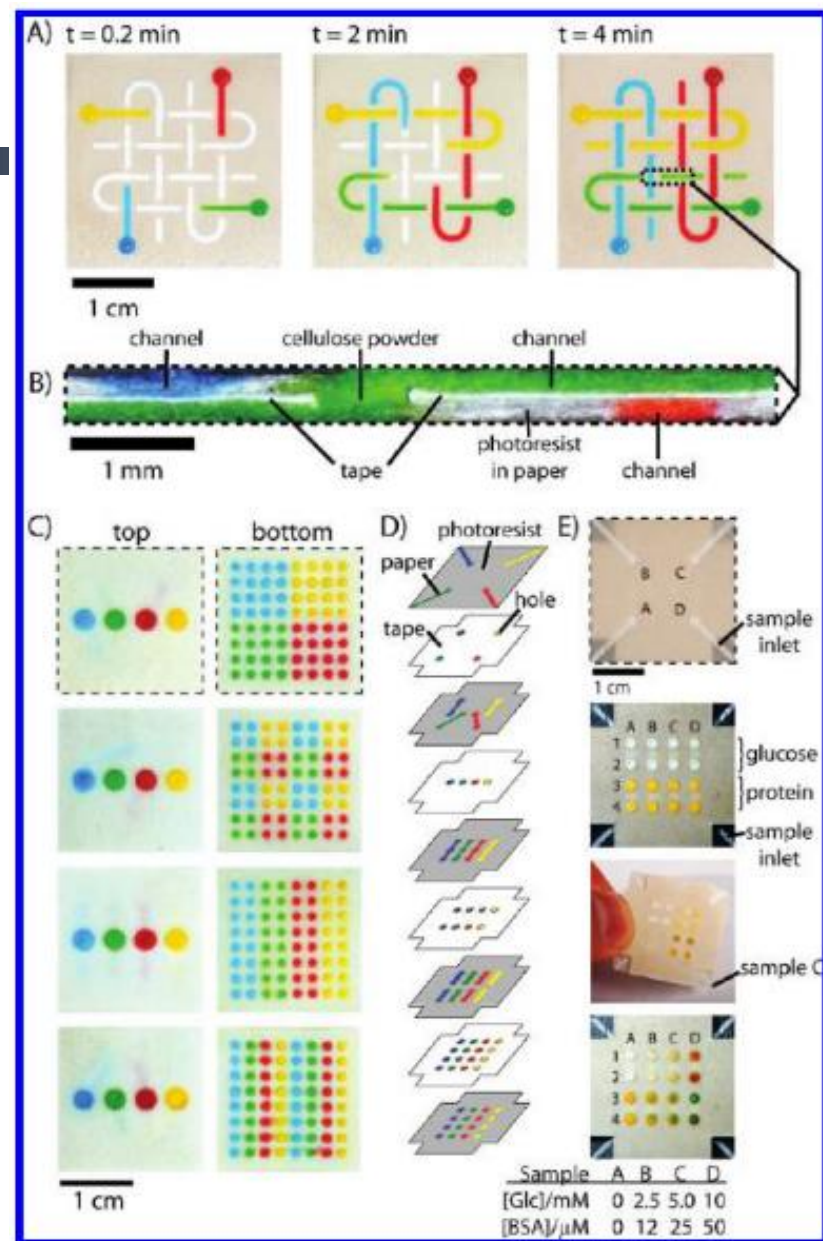 A) t = 0.2 min t = 2 min t = 4 min
1 cm
channel cellulose powder channel
B)
1 mm tape photoresist
in paper channel
C) top bottom
1 cm
D) photoresist
paper
hole
tape
E)
B C
A D
sample
inlet
1 cm
A B C D
1
2
glucose
3
4
protein
sample
inlet
sample C
A B C D
1
2
3
4
Sample A B C D
[Glc]/mM 0 2.5 5.0 10
[BSA]/μM 0 12 25 50